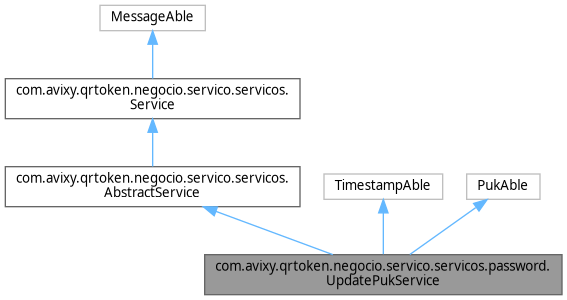 MessageAble
com.avixy.qrtoken.negocio.servico.servicos.
Service
com.avixy.qrtoken.negocio.servico.servicos.
AbstractService
TimestampAble
PukAble
com.avixy.qrtoken.negocio.servico.servicos.password.
UpdatePukService